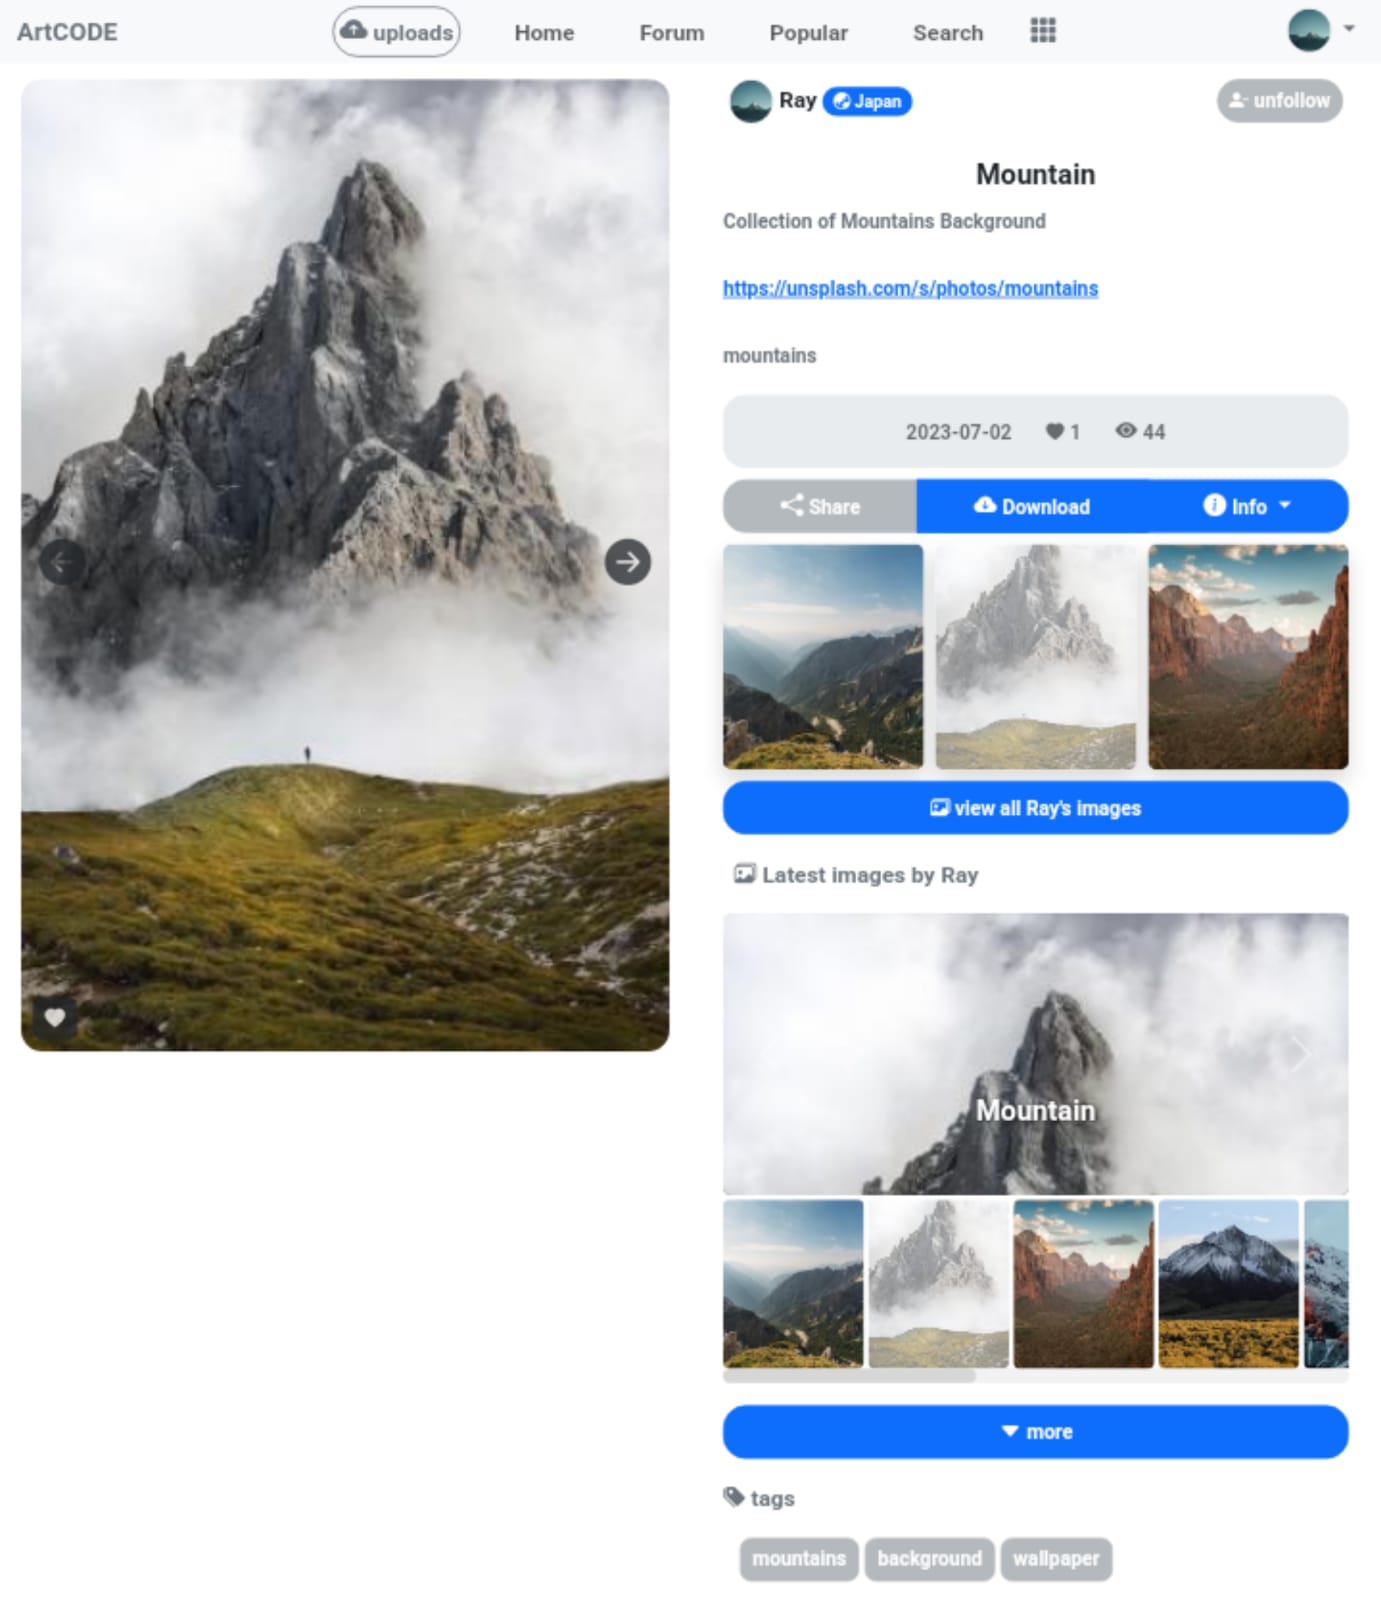 ArtCODE uploads Home Forum Popular Search
Ray Japan unfollow
Mountain
Collection of Mountains Background
https://unsplash.com/s/photos/mountains
mountains
2023-07-02 1 44
Share Download Info
view all Ray's images
Latest images by Ray
Mountain
more
tags
mountains background wallpaper